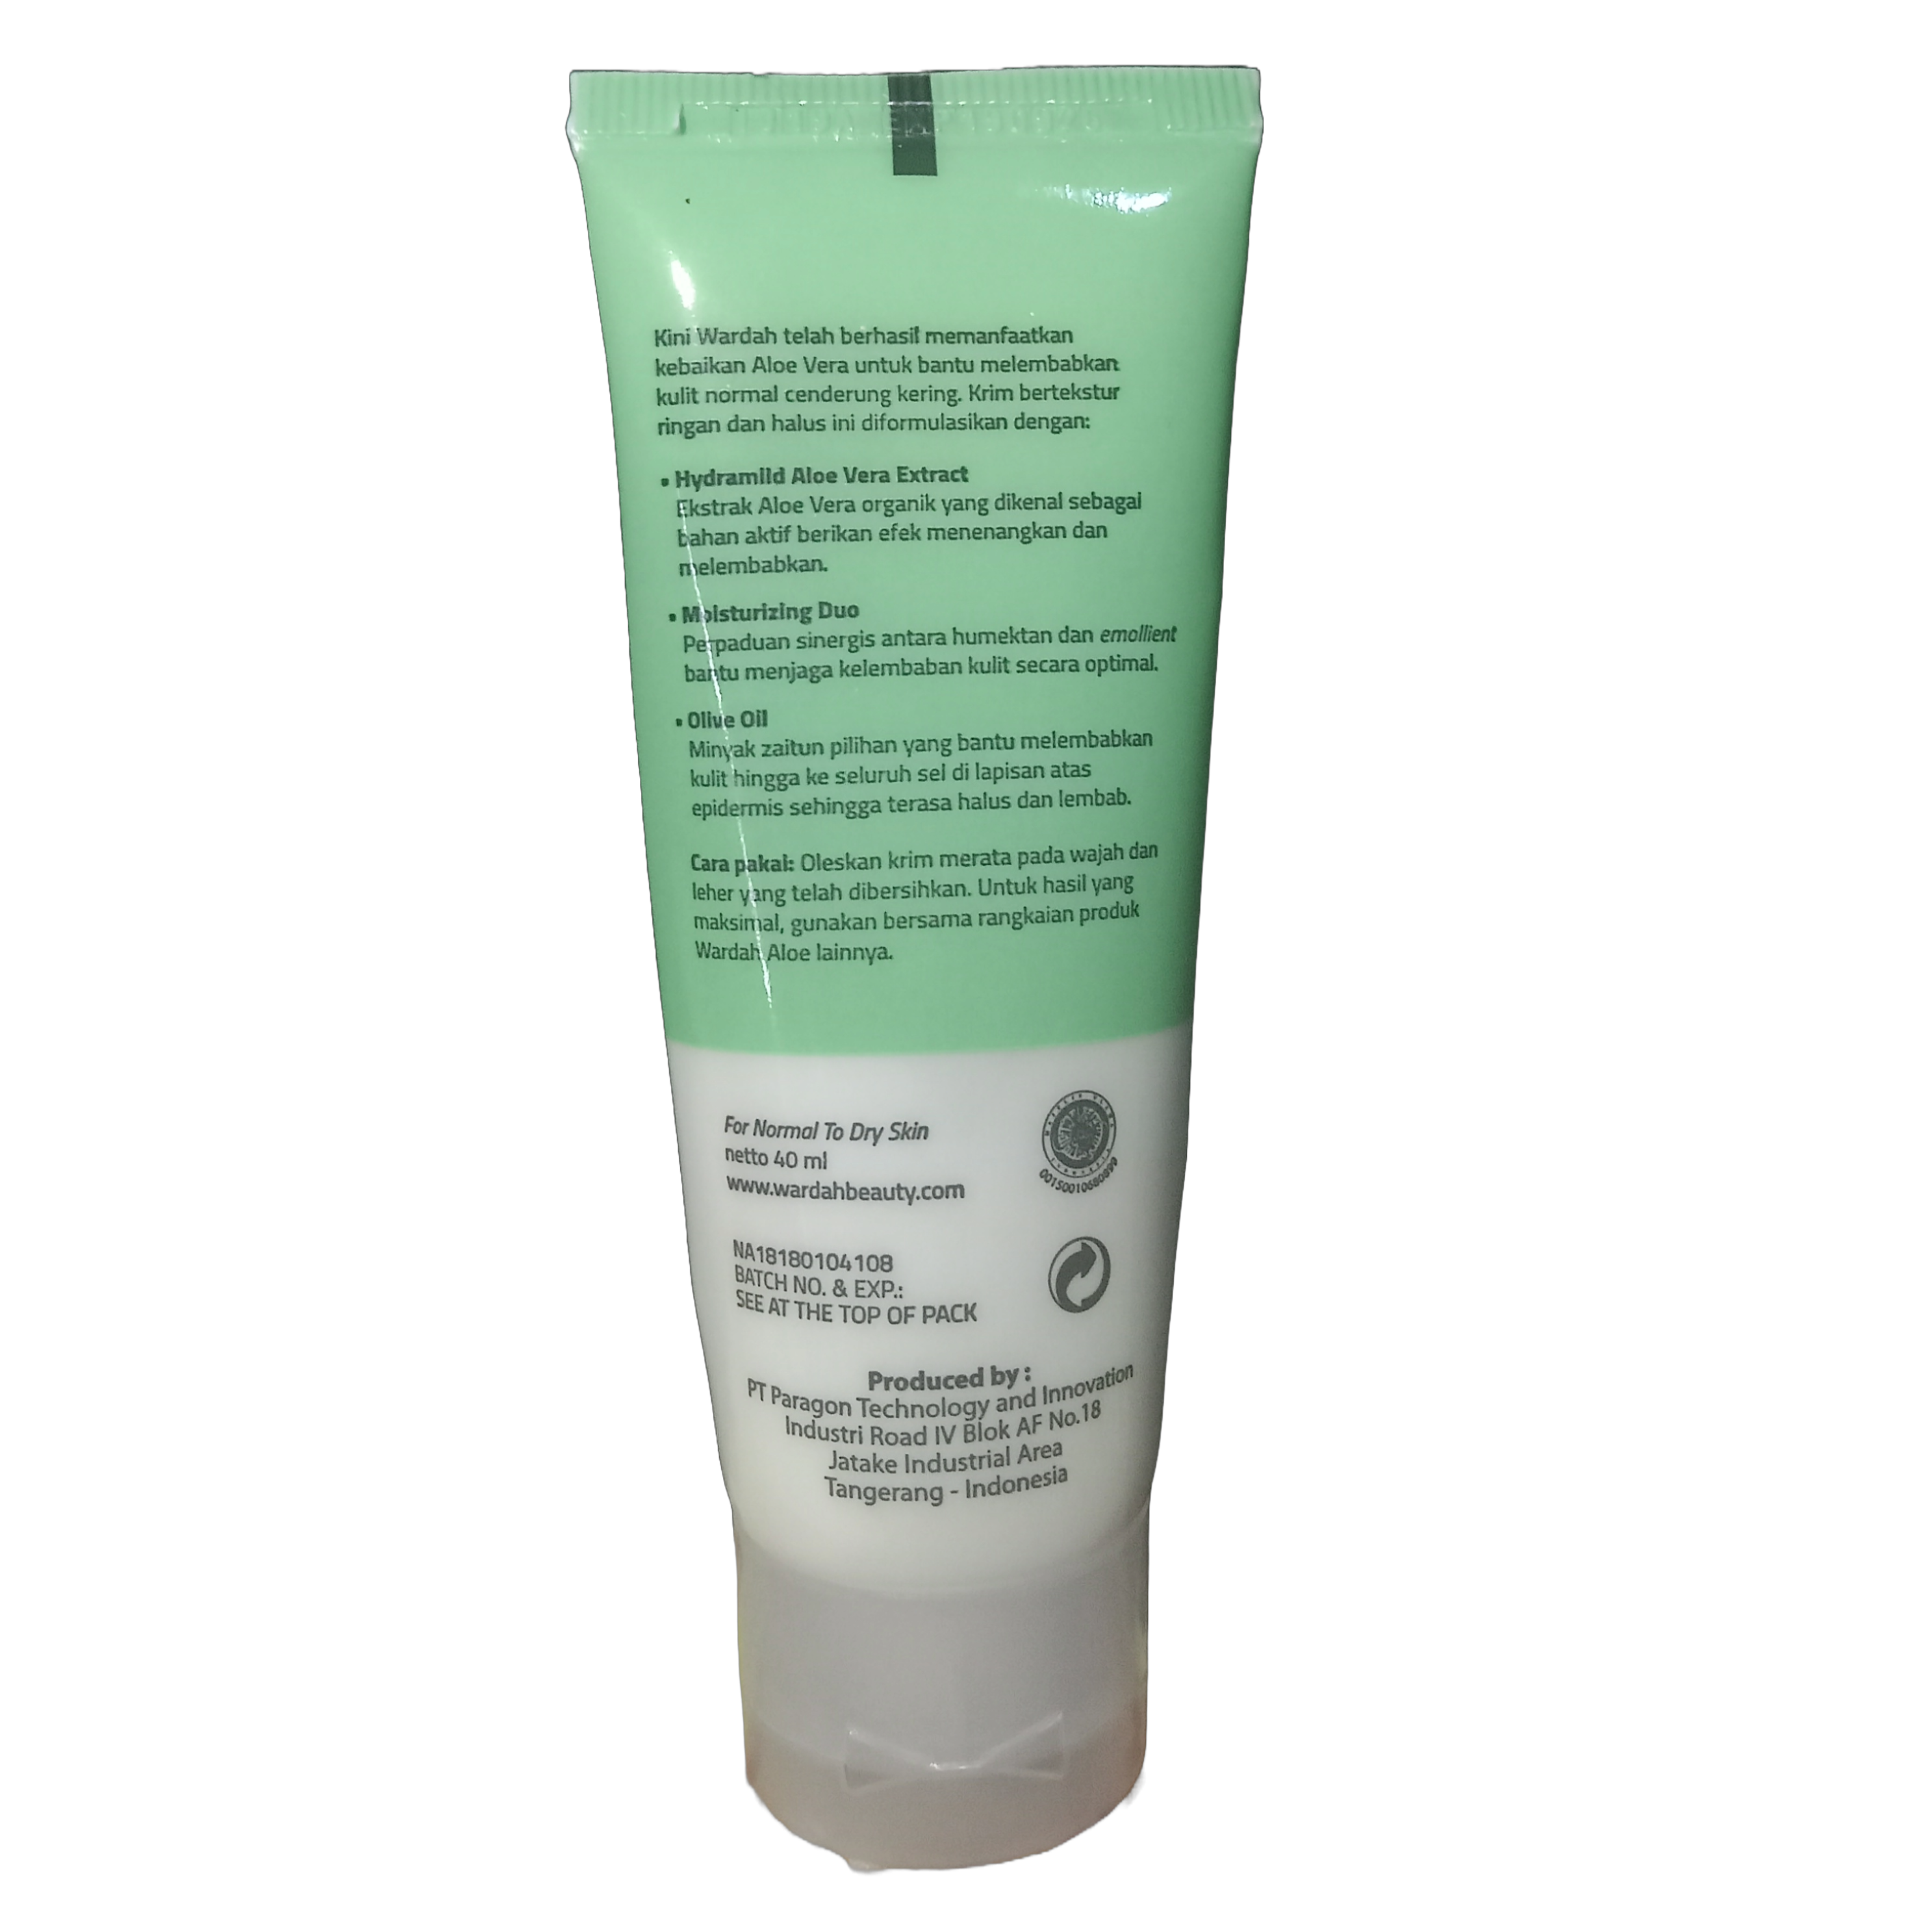 Kini Wardah telah berhasil memanfaatkan
kebaikan Aloe Vera untuk bantu melembabkan
kulit normal cenderung kering. Krim bertekstur
ringan dan halus ini diformulasikan dengan:
• Hydramild Aloe Vera Extract
Ekstrak Aloe Vera organik yang dikenal sebagai
bahan aktif berikan efek menenangkan dan
melembabkan.
• Moisturizing Duo
Perpaduan sinergis antara humektan dan emollient
bantu menjaga kelembaban kulit secara optimal.
• Olive Oil
Minyak zaitun pilihan yang bantu melembabkan
kulit hingga ke seluruh sel di lapisan atas
epidermis sehingga terasa halus dan lembab.
Cara pakai: Oleskan krim merata pada wajah dan
leher yang telah dibersihkan. Untuk hasil yang
maksimal, gunakan bersama rangkaian produk
Wardah Aloe lainnya.
For Normal To Dry Skin
netto 40 ml
www.wardahbeauty.com
00150010680899
NA18180104108
BATCH NO. & EXP.:
SEE AT THE TOP OF PACK
Produced by :
PT Paragon Technology and Innovation
Industri Road IV Blok AF No.18
Jatake Industrial Area
Tangerang - Indonesia